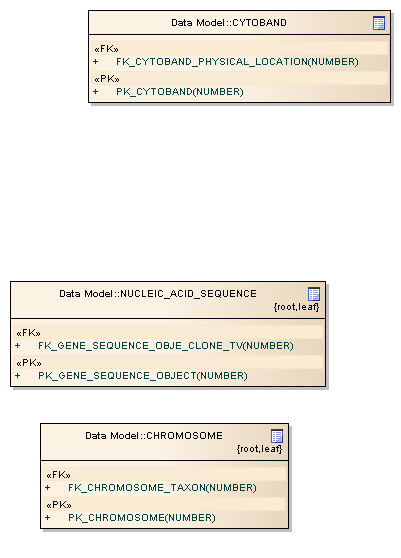 Data Model::CYTOBAND
«FK»
+ FK_CYTOBAND_PHYSICAL_LOCATION(NUMBER)
«PK»
+ PK_CYTOBAND(NUMBER)
Data Model::NUCLEIC_ACID_SEQUENCE
{root,leaf}
«FK»
+ FK_GENE_SEQUENCE_OBJE_CLONE_TV(NUMBER)
«PK»
+ PK_GENE_SEQUENCE_OBJECT(NUMBER)
Data Model::CHROMOSOME
{root,leaf}
«FK»
+ FK_CHROMOSOME_TAXON(NUMBER)
«PK»
+ PK_CHROMOSOME(NUMBER)